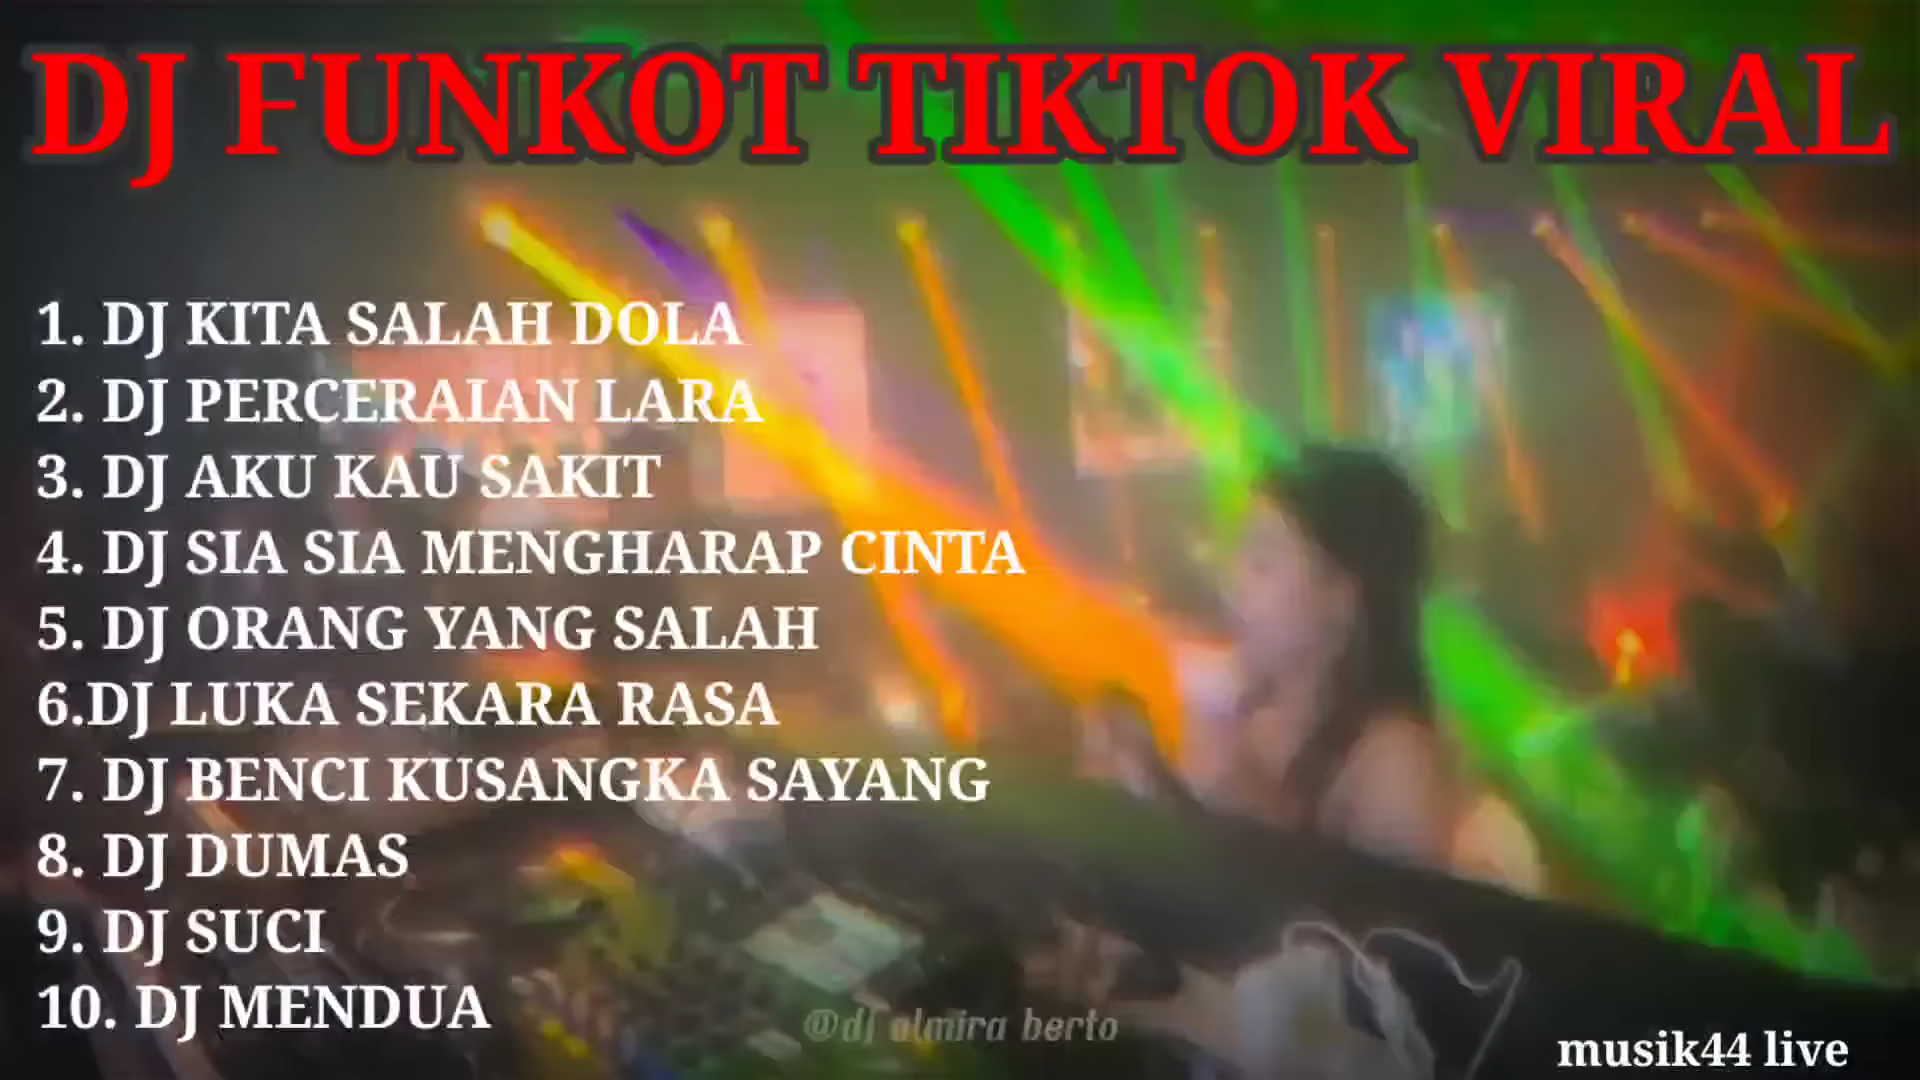 DJ FUNKOT TIKTOK VIRAL
1. DJ KITA SALAH DOLA
2. DJ PERCERAIAN LARA
3. DJ AKU KAU SAKIT
4. DJ SIA SIA MENGHARAP CINTA
5. DJ ORANG YANG SALAH
6.DJ LUKA SEKARA RASA
7. DJ BENCI KUSANGKA SAYANG
8. DJ DUMAS
9. DJ SUCI
10. DJ MENDUA
@dj almira berto
musik44 live